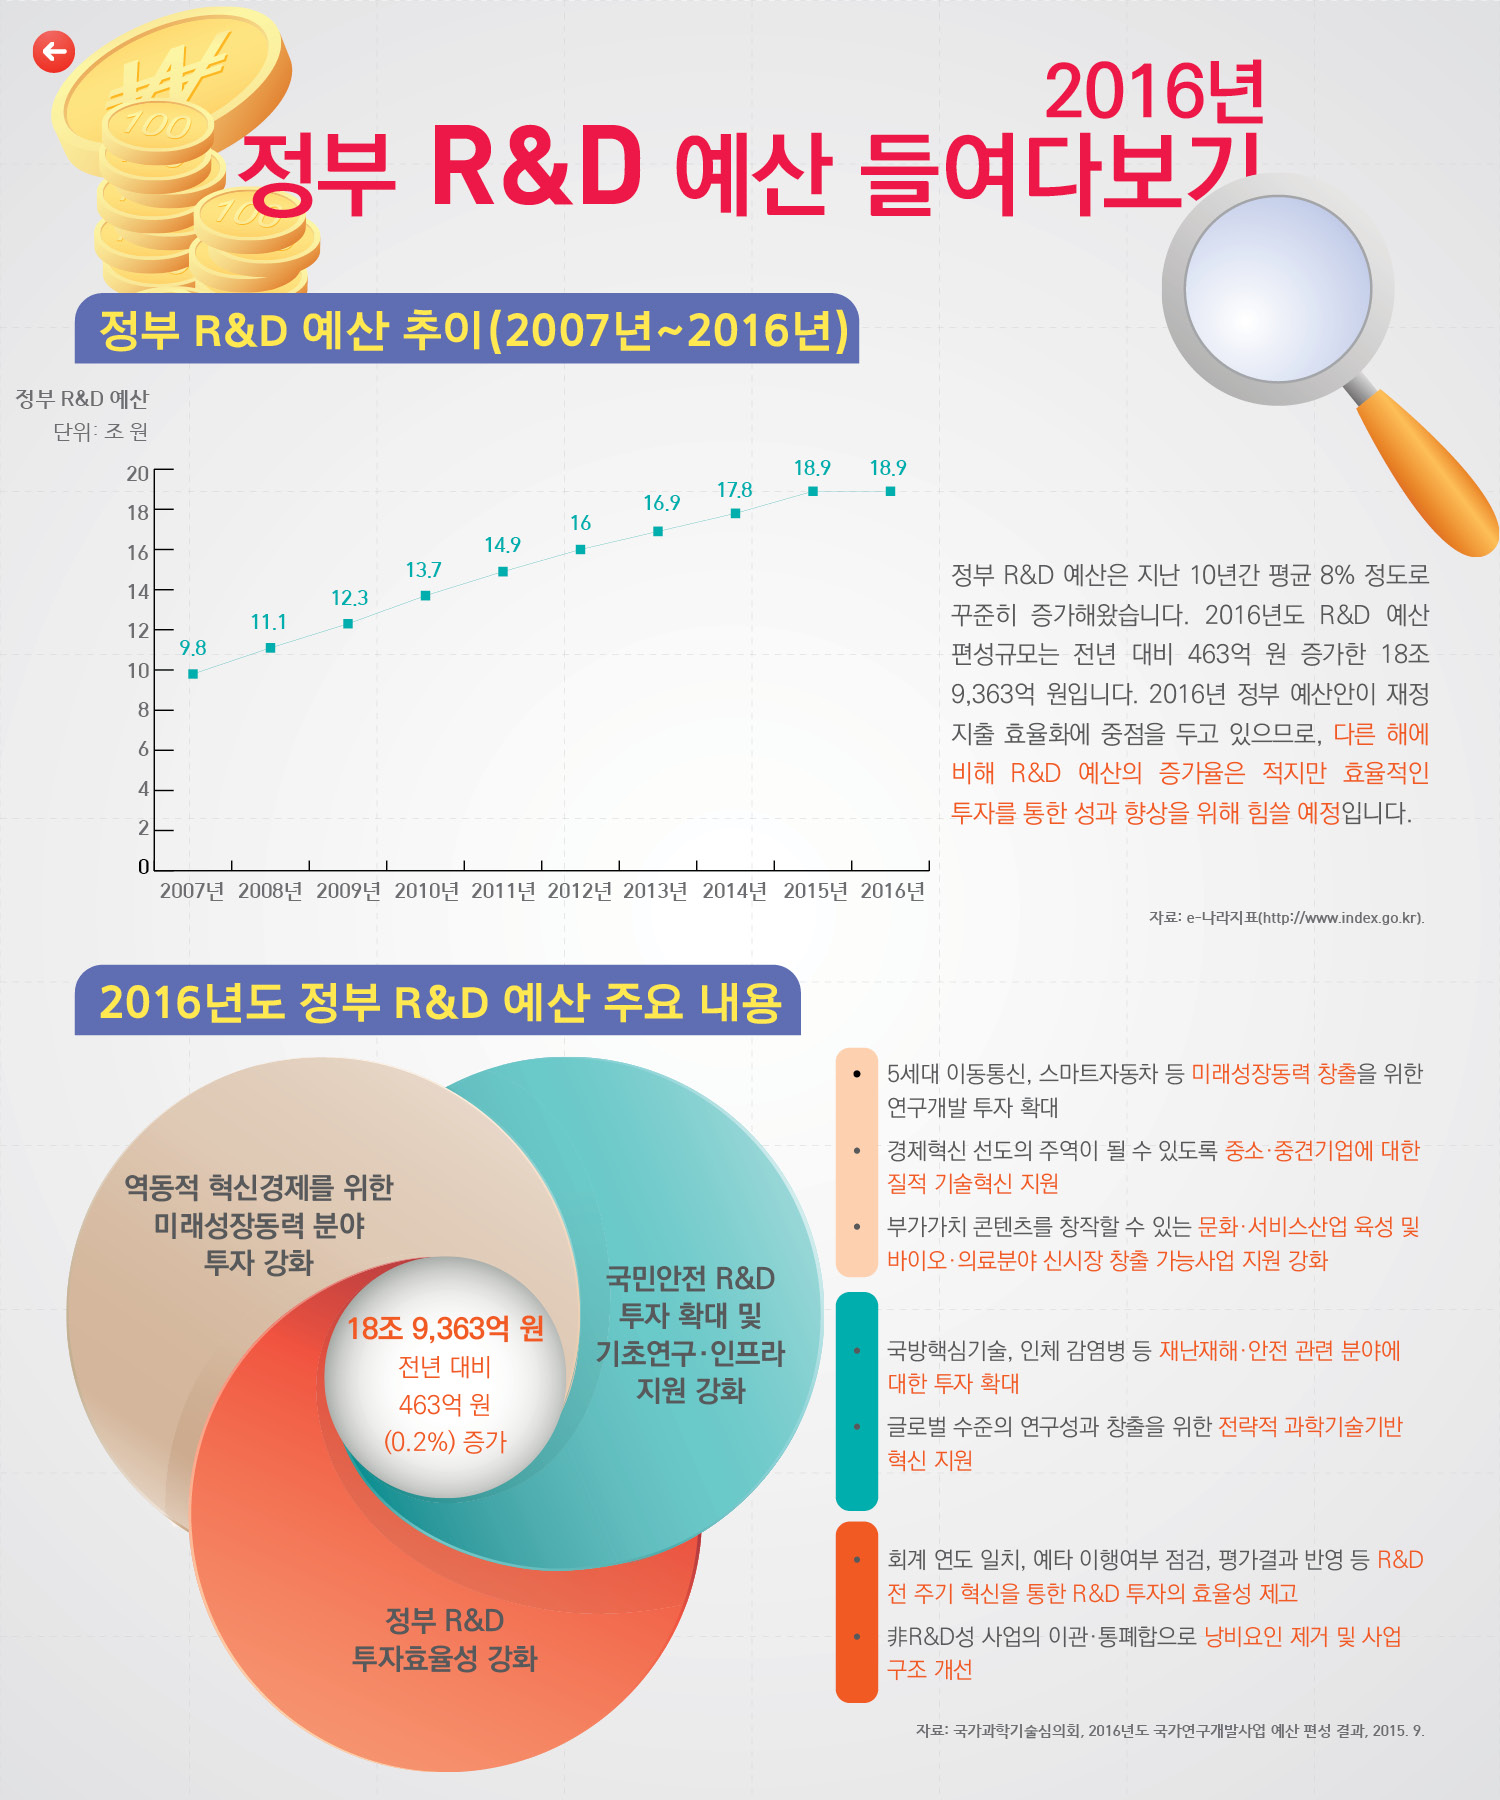 2016년
정부 R&D 예산 들여다보기
100
100
정부 R&D 예산 추이(2007년~2016년)
정부 R&D 예산
단위: 조 원
20
18
16
14
12
10
8
6
4
2
0
9.8
11.1
12.3
13.7
14.9
16
16.9
17.8
18.9
18.9
2007년 2008년 2009년 2010년 2011년 2012년 2013년 2014년 2015년 2016년
정부 R&D 예산은 지난 10년간 평균 8% 정도로
꾸준히 증가해왔습니다. 2016년도 R&D 예산
편성규모는 전년 대비 463억 원 증가한 18조
9,363억 원입니다. 2016년 정부 예산안이 재정
지출 효율화에 중점을 두고 있으므로, 다른 해에
비해 R&D 예산의 증가율은 적지만 효율적인
투자를 통한 성과 향상을 위해 힘쓸 예정입니다.
자료: e-나라지표(http://www.index.go.kr).
2016년도 정부 R&D 예산 주요 내용
역동적 혁신경제를 위한
미래성장동력 분야
투자 강화
국민안전 R&D
투자 확대 및
기초연구·인프라
지원 강화
18조 9,363억 원
전년 대비
463억 원
(0.2%) 증가
정부 R&D
투자효율성 강화
• 5세대 이동통신, 스마트자동차 등 미래성장동력 창출을 위한
연구개발 투자 확대
• 경제혁신 선도의 주역이 될 수 있도록 중소·중견기업에 대한
질적 기술혁신 지원
• 부가가치 콘텐츠를 창작할 수 있는 문화·서비스산업 육성 및
바이오·의료분야 신시장 창출 가능사업 지원 강화
• 국방핵심기술, 인체 감염병 등 재난재해·안전 관련 분야에
대한 투자 확대
• 글로벌 수준의 연구성과 창출을 위한 전략적 과학기술기반
혁신 지원
• 회계 연도 일치, 예타 이행여부 점검, 평가결과 반영 등 R&D
전 주기 혁신을 통한 R&D 투자의 효율성 제고
• 非R&D성 사업의 이관·통폐합으로 낭비요인 제거 및 사업
구조 개선
자료: 국가과학기술심의회, 2016년도 국가연구개발사업 예산 편성 결과, 2015. 9.